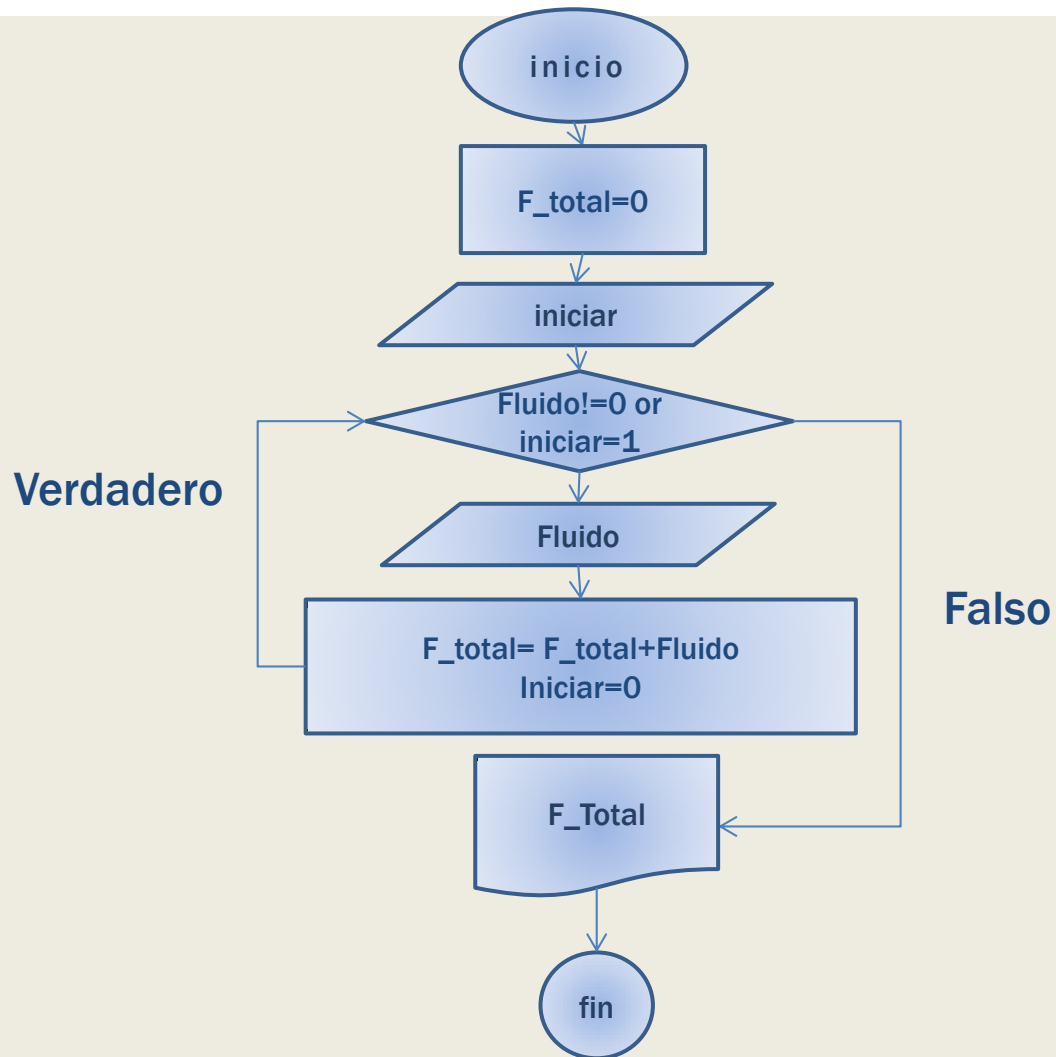 inicio
F_total=0
iniciar
Fluido!=0 or
iniciar=1
Verdadero
Fluido
Falso
F_total= F_total+Fluido
Iniciar=0
F_Total
fin